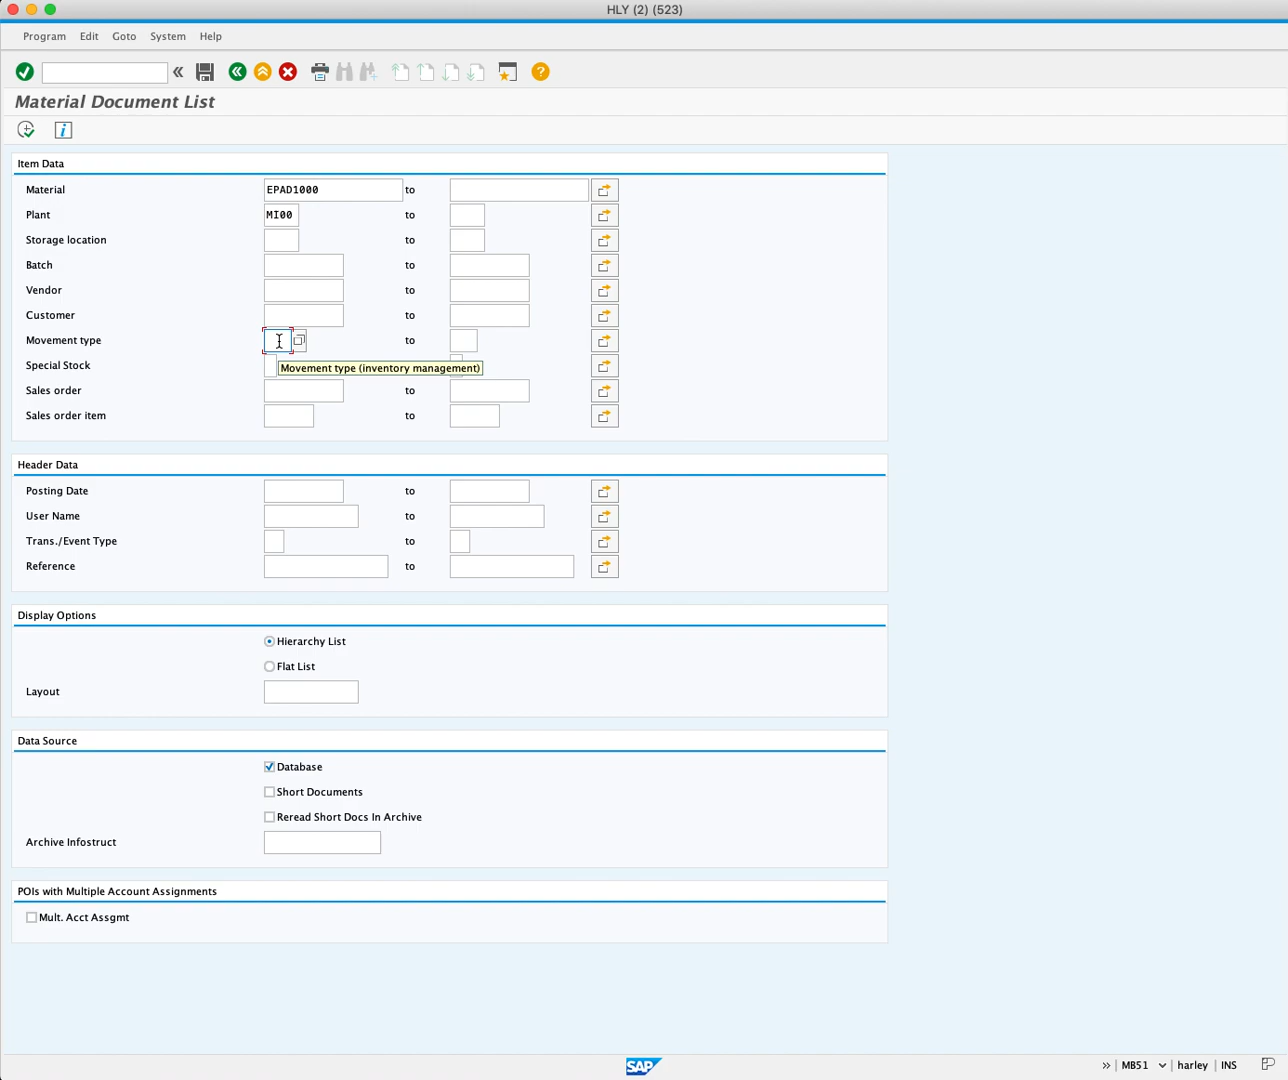 HLY (2) (523)
Program Edit Goto System Help
Material Document List
Item Data
Material EPAD1000 to
Plant MI00 to
Storage location to
Batch to
Vendor to
Customer to
Movement type to
Special Stock Movement type (inventory management)
Sales order to
Sales order item to
Header Data
Posting Date to
User Name to
Trans./Event Type to
Reference to
Display Options
Hierarchy List
Flat List
Layout
Data Source
Database
Short Documents
Reread Short Docs In Archive
Archive Infostruct
POIs with Multiple Account Assignments
Mult. Acct Assgmt
SAP » MB51 harley INS